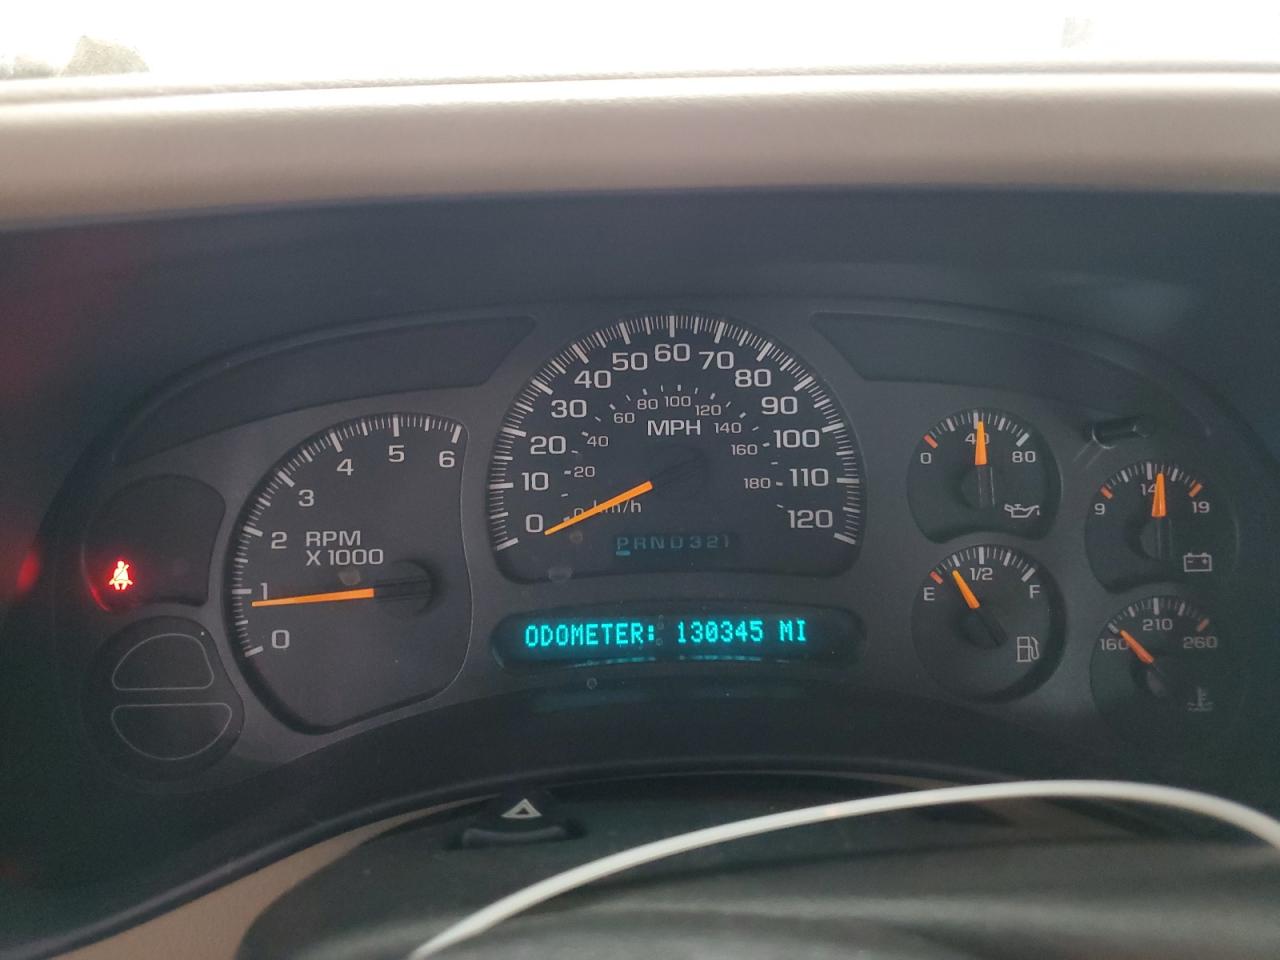 0 1 2 3 4 5 6
RPM
X 1000
0 10 20 30 40 50 60 70 80 90 100 110 120
0 20 40 60 80 100 120 140 160 180
MPH
km/h
PRND321
ODOMETER: 130345 MI
0 40 80
9 14 19
E 1/2 F
160 210 260